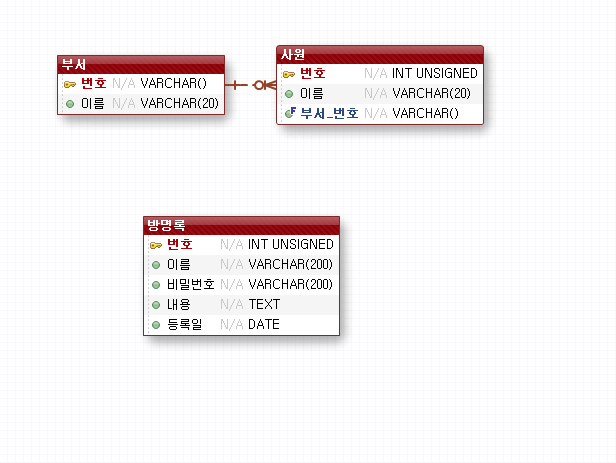 부서
번호 N/A VARCHAR()
이름 N/A VARCHAR(20)
사원
번호 N/A INT UNSIGNED
이름 N/A VARCHAR(20)
F 부서_번호 N/A VARCHAR()
방명록
번호 N/A INT UNSIGNED
이름 N/A VARCHAR(200)
비밀번호 N/A VARCHAR(200)
내용 N/A TEXT
등록일 N/A DATE